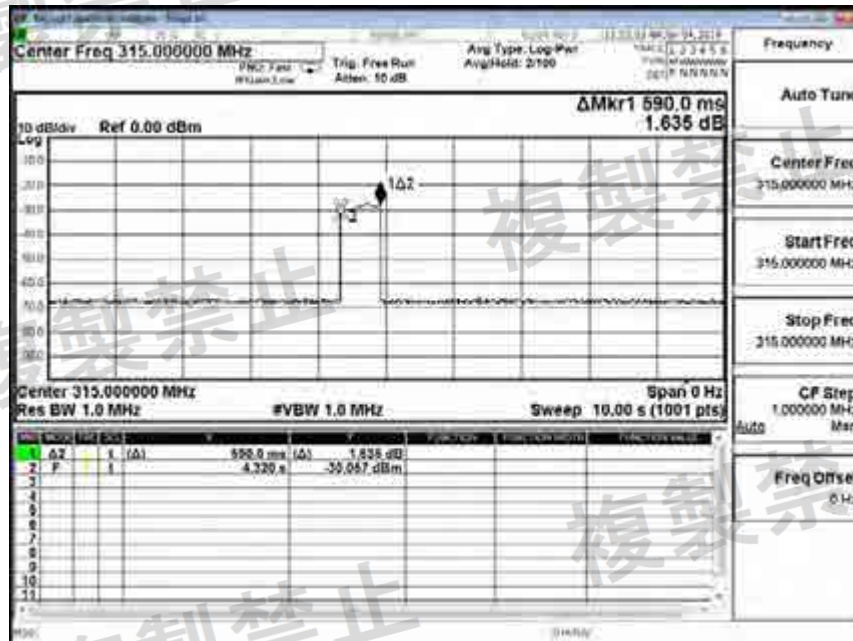 Center Freq 315.000000 MHz
Trig: Free Run
Atten: 10 dB
Avg Type: Log-Pwr
Avg|Hold: 2/100
Frequency
Auto Tune
ΔMkr1 590.0 ms
1.635 dB
10 dB/div Ref 0.00 dBm
Log
1Δ2
Center Freq
315.000000 MHz
Start Freq
315.000000 MHz
Stop Freq
315.000000 MHz
CF Step
1.000000 MHz
Auto Man
Freq Offset
0 Hz
Center 315.000000 MHz
Span 0 Hz
Res BW 1.0 MHz
#VBW 1.0 MHz
Sweep 10.00 s (1001 pts)
1 Δ2 t (Δ) 590.0 ms (Δ) 1.635 dB
2 F t 4.320 s -30.057 dBm
3
4
5
6
7
8
9
10
11
複製禁止
複製禁止
複製禁
複製禁止